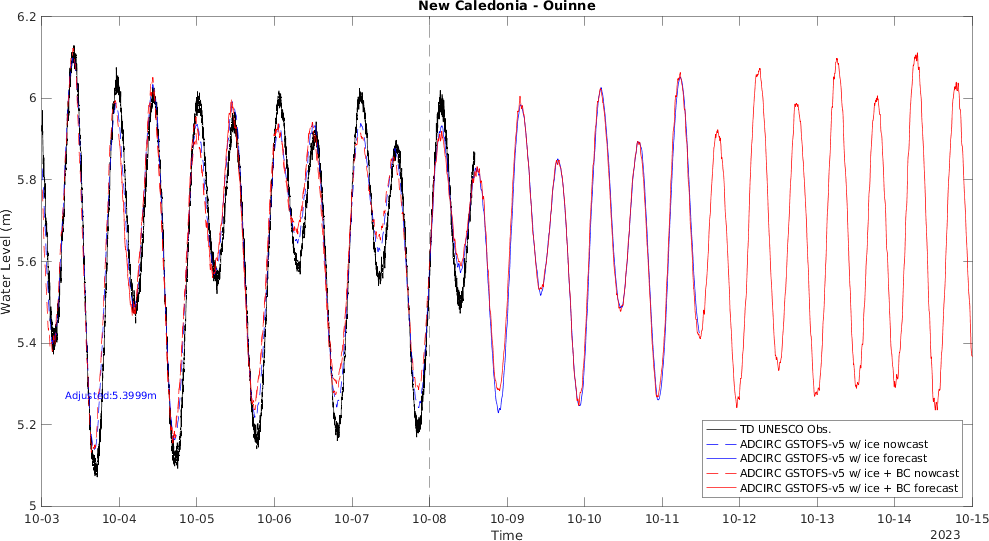 New Caledonia - Ouinne
6.2
6
5.8
5.6
5.4
5.2
5
Water Level (m)
Adjusted:5.3999m
TD UNESCO Obs.
ADCIRC GSTOFS-v5 w/ ice nowcast
ADCIRC GSTOFS-v5 w/ ice forecast
ADCIRC GSTOFS-v5 w/ ice + BC nowcast
ADCIRC GSTOFS-v5 w/ ice + BC forecast
10-03 10-04 10-05 10-06 10-07 10-08 10-09 10-10 10-11 10-12 10-13 10-14 10-15
Time
2023